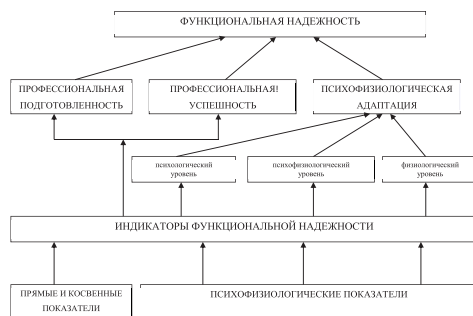 ФУНКЦИОНАЛЬНАЯ НАДЕЖНОСТЬ
ПРОФЕССИОНАЛЬНАЯ
ПОДГОТОВЛЕННОСТЬ
ПРОФЕССИОНАЛЬНАЯ!
УСПЕШНОСТЬ
ПСИХОФИЗИОЛОГИЧЕСКАЯ
АДАПТАЦИЯ
психологический
уровень
психофизиологический
уровень
физиологический
уровень
ИНДИКАТОРЫ ФУНКЦИОНАЛЬНОЙ НАДЕЖНОСТИ
ПРЯМЫЕ И КОСВЕННЫЕ
ПОКАЗАТЕЛИ
ПСИХОФИЗИОЛОГИЧЕСКИЕ ПОКАЗАТЕЛИ